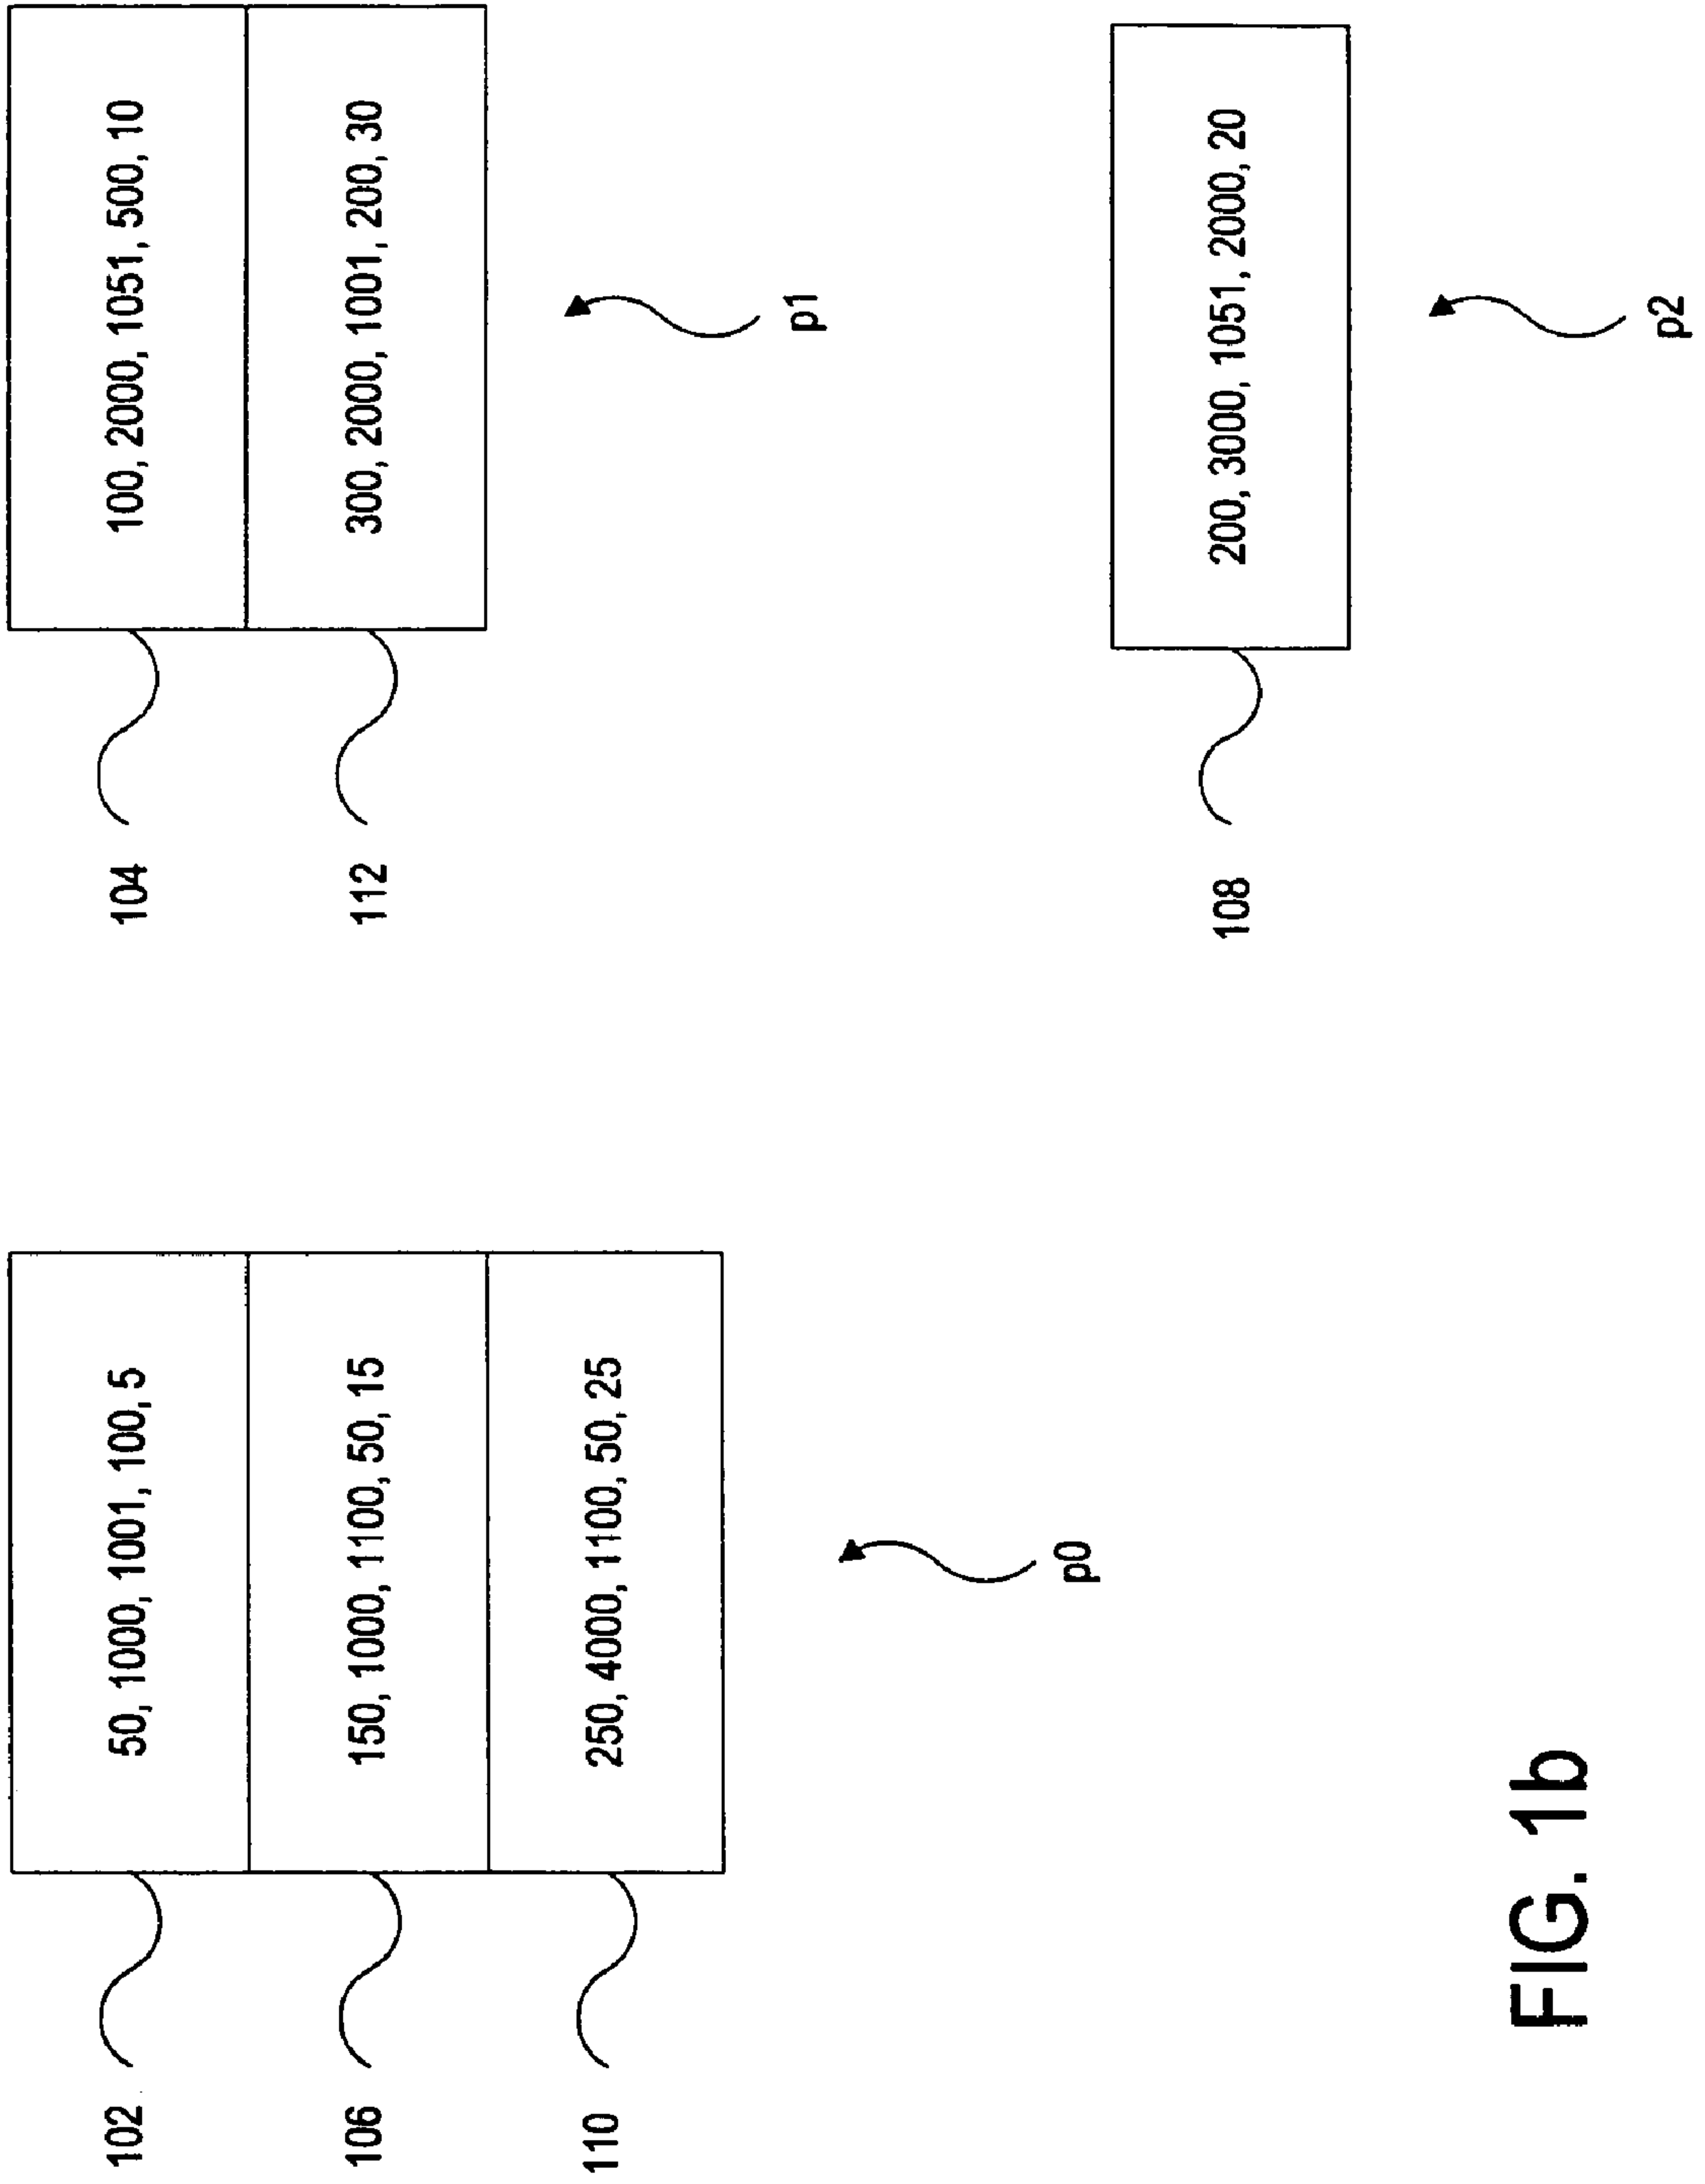 102
50, 1000, 1001, 100, 5
106
150, 1000, 1100, 50, 15
110
250, 4000, 1100, 50, 25
p0
104
100, 2000, 1051, 500, 10
112
300, 2000, 1001, 200, 30
p1
108
200, 3000, 1051, 2000, 20
p2
FIG. 1b